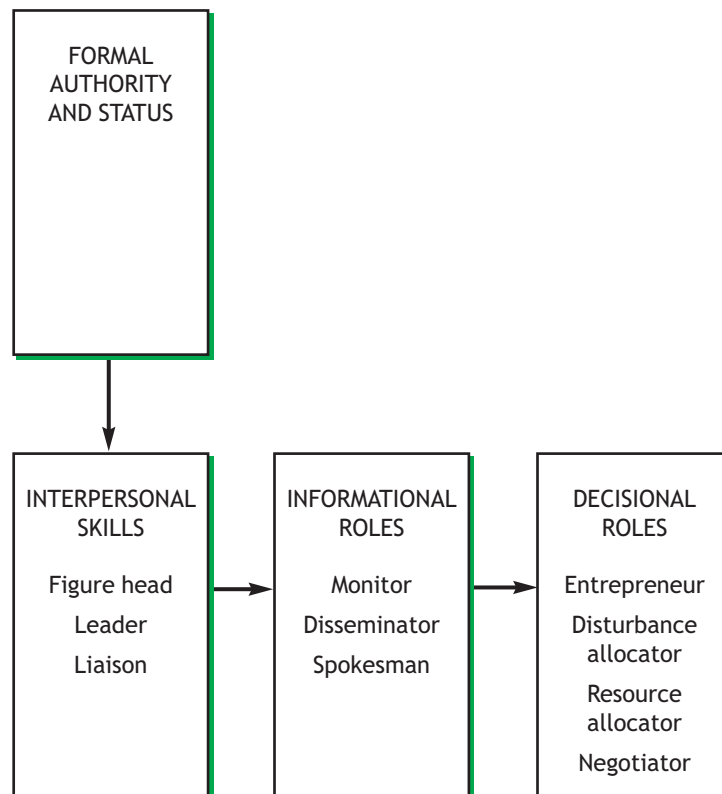 FORMAL
AUTHORITY
AND STATUS
INTERPERSONAL
SKILLS
Figure head
Leader
Liaison
INFORMATIONAL
ROLES
Monitor
Disseminator
Spokesman
DECISIONAL
ROLES
Entrepreneur
Disturbance
allocator
Resource
allocator
Negotiator